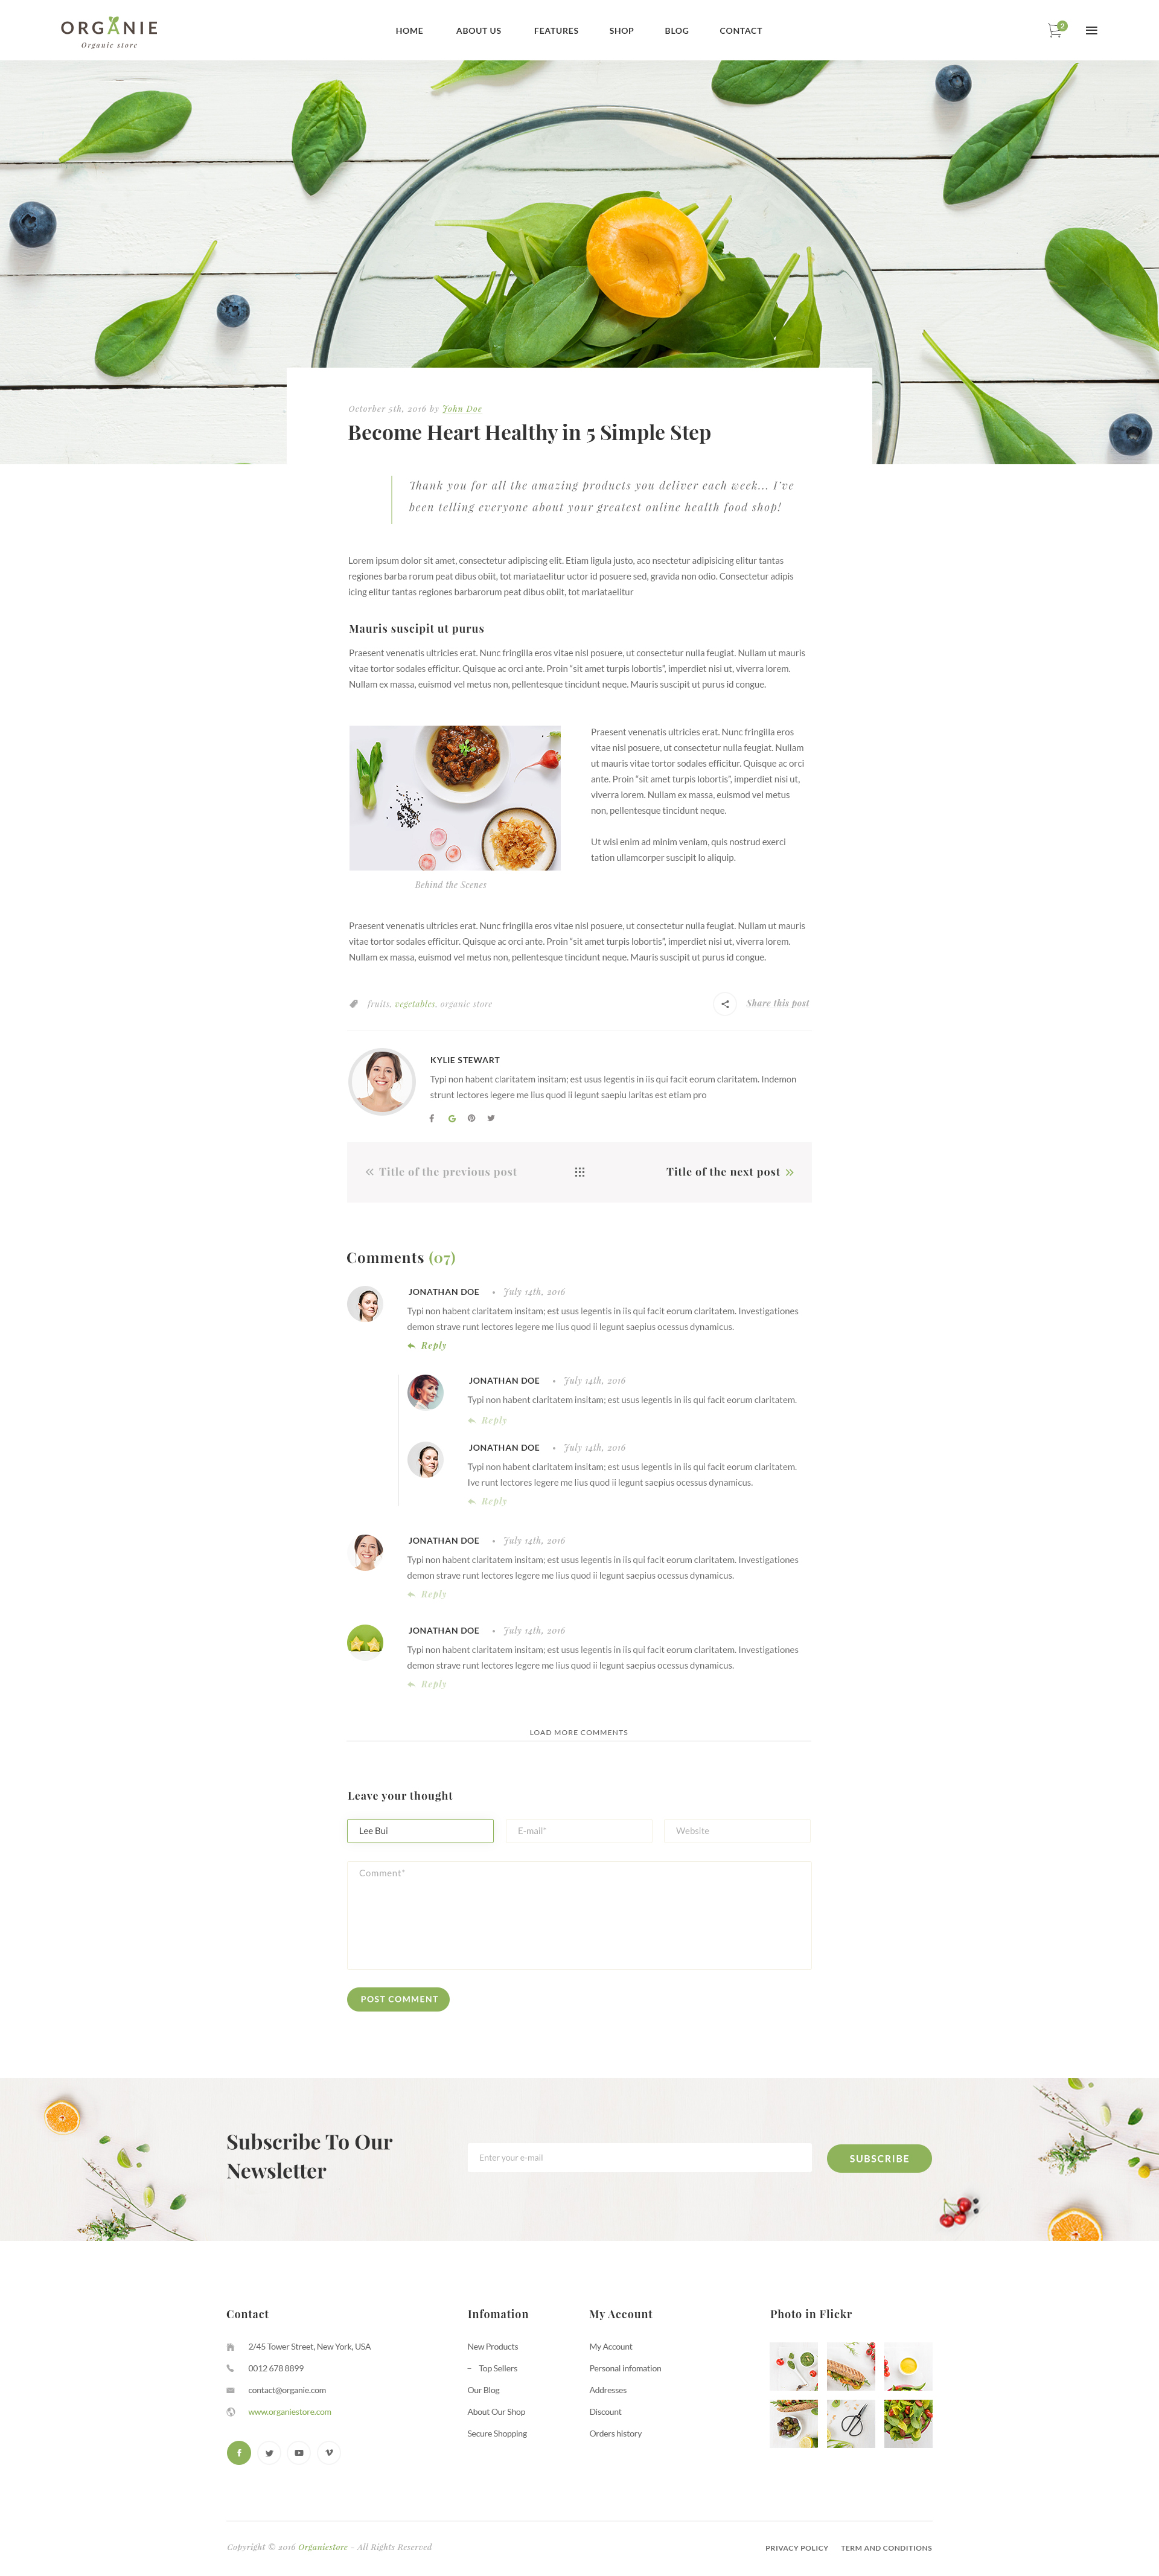 ORGANIE
Organic store
HOME
ABOUT US
FEATURES
SHOP
BLOG
CONTACT
2
Octorber 5th, 2016 by John Doe
Become Heart Healthy in 5 Simple Step
Thank you for all the amazing products you deliver each week... I've
been telling everyone about your greatest online health food shop!
Lorem ipsum dolor sit amet, consectetur adipiscing elit. Etiam ligula justo, aco nsectetur adipisicing elitur tantas
regiones barba rorum peat dibus obiit, tot mariataelitur uctor id posuere sed, gravida non odio. Consectetur adipis
icing elitur tantas regiones barbarorum peat dibus obiit, tot mariataelitur
Mauris suscipit ut purus
Praesent venenatis ultricies erat. Nunc fringilla eros vitae nisl posuere, ut consectetur nulla feugiat. Nullam ut mauris
vitae tortor sodales efficitur. Quisque ac orci ante. Proin “sit amet turpis lobortis”, imperdiet nisi ut, viverra lorem.
Nullam ex massa, euismod vel metus non, pellentesque tincidunt neque. Mauris suscipit ut purus id congue.
Behind the Scenes
Praesent venenatis ultricies erat. Nunc fringilla eros
vitae nisl posuere, ut consectetur nulla feugiat. Nullam
ut mauris vitae tortor sodales efficitur. Quisque ac orci
ante. Proin “sit amet turpis lobortis”, imperdiet nisi ut,
viverra lorem. Nullam ex massa, euismod vel metus
non, pellentesque tincidunt neque.
Ut wisi enim ad minim veniam, quis nostrud exerci
tation ullamcorper suscipit lo aliquip.
Praesent venenatis ultricies erat. Nunc fringilla eros vitae nisl posuere, ut consectetur nulla feugiat. Nullam ut mauris
vitae tortor sodales efficitur. Quisque ac orci ante. Proin “sit amet turpis lobortis”, imperdiet nisi ut, viverra lorem.
Nullam ex massa, euismod vel metus non, pellentesque tincidunt neque. Mauris suscipit ut purus id congue.
fruits, vegetables, organic store
Share this post
KYLIE STEWART
Typi non habent claritatem insitam; est usus legentis in iis qui facit eorum claritatem. Indemon
strunt lectores legere me lius quod ii legunt saepiu laritas est etiam pro
Title of the previous post
Title of the next post
Comments (07)
JONATHAN DOE • July 14th, 2016
Typi non habent claritatem insitam; est usus legentis in iis qui facit eorum claritatem. Investigationes
demon strave runt lectores legere me lius quod ii legunt saepius ocessus dynamicus.
Reply
JONATHAN DOE • July 14th, 2016
Typi non habent claritatem insitam; est usus legentis in iis qui facit eorum claritatem.
Reply
JONATHAN DOE • July 14th, 2016
Typi non habent claritatem insitam; est usus legentis in iis qui facit eorum claritatem.
Ive runt lectores legere me lius quod ii legunt saepius ocessus dynamicus.
Reply
JONATHAN DOE • July 14th, 2016
Typi non habent claritatem insitam; est usus legentis in iis qui facit eorum claritatem. Investigationes
demon strave runt lectores legere me lius quod ii legunt saepius ocessus dynamicus.
Reply
JONATHAN DOE • July 14th, 2016
Typi non habent claritatem insitam; est usus legentis in iis qui facit eorum claritatem. Investigationes
demon strave runt lectores legere me lius quod ii legunt saepius ocessus dynamicus.
Reply
LOAD MORE COMMENTS
Leave your thought
Lee Bui
E-mail*
Website
Comment*
POST COMMENT
Subscribe To Our
Newsletter
Enter your e-mail
SUBSCRIBE
Contact
2/45 Tower Street, New York, USA
0012 678 8899
contact@organie.com
www.organiestore.com
Infomation
New Products
– Top Sellers
Our Blog
About Our Shop
Secure Shopping
My Account
My Account
Personal infomation
Addresses
Discount
Orders history
Photo in Flickr
Copyright © 2016 Organiestore - All Rights Reserved
PRIVACY POLICY
TERM AND CONDITIONS